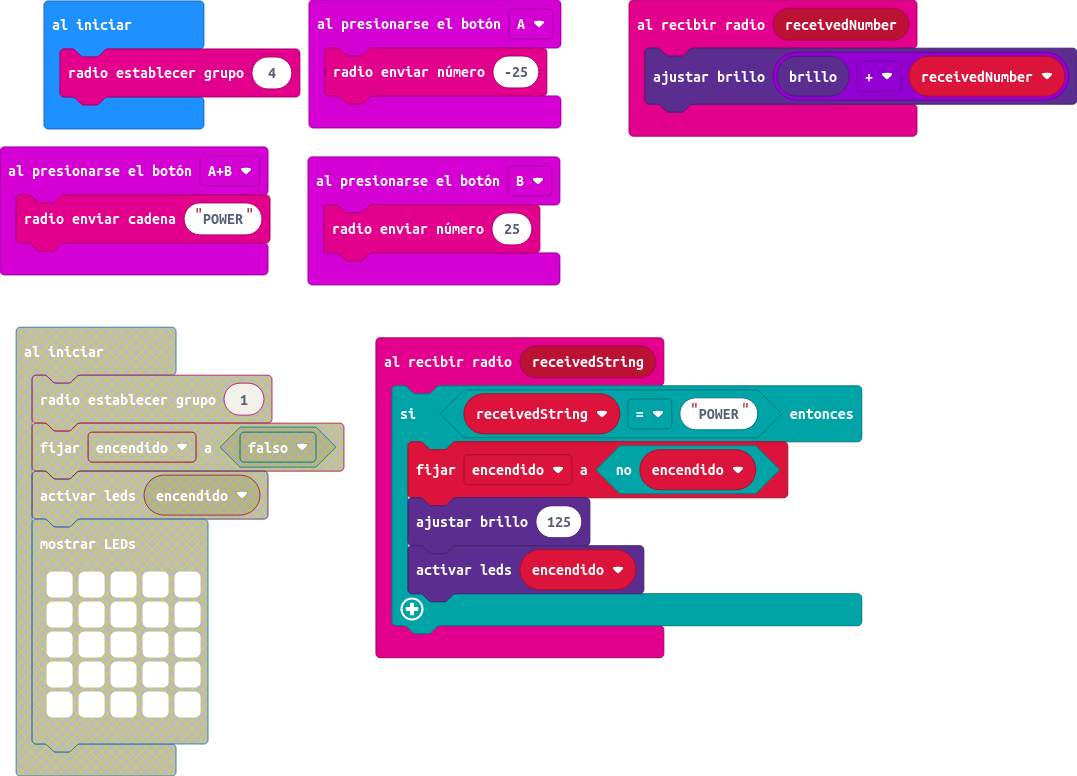 al iniciar
radio establecer grupo 4
al presionarse el botón A
radio enviar número -25
al recibir radio receivedNumber
ajustar brillo brillo + receivedNumber
al presionarse el botón A+B
radio enviar cadena "POWER"
al presionarse el botón B
radio enviar número 25
al iniciar
radio establecer grupo 1
fijar encendido a falso
activar leds encendido
mostrar LEDs
al recibir radio receivedString
si receivedString = "POWER" entonces
fijar encendido a no encendido
ajustar brillo 125
activar leds encendido